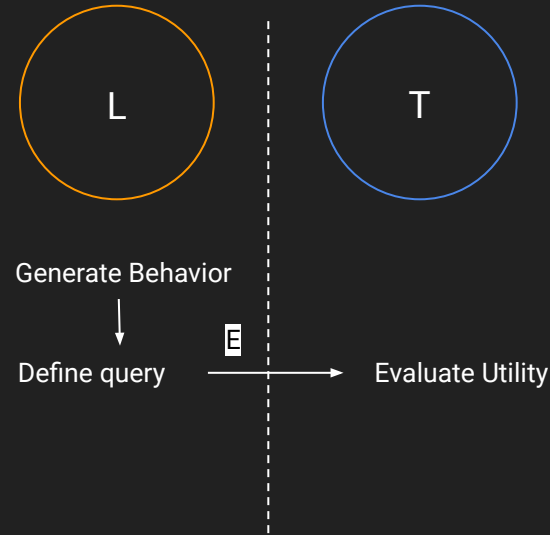 L
T
Generate Behavior
E
Define query
Evaluate Utility